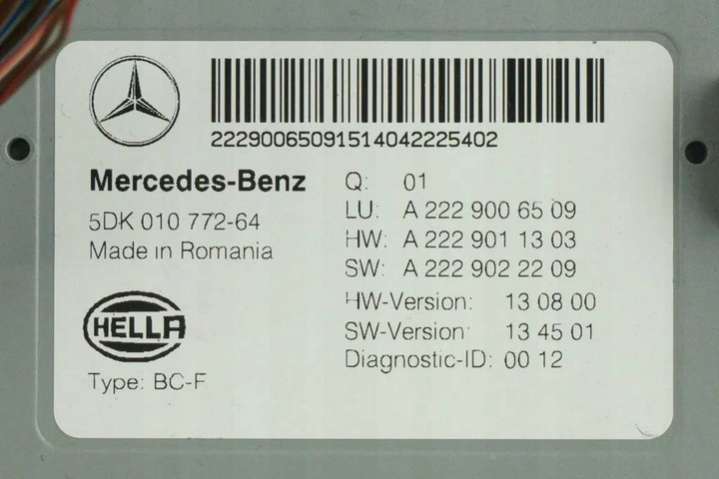 22290065091514042225402
Mercedes-Benz
5DK 010 772-64
Made in Romania
HELLA
Type: BC-F
Q: 01
LU: A 222 900 65 09
HW: A 222 901 13 03
SW: A 222 902 22 09
HW-Version: 13 08 00
SW-Version: 13 45 01
Diagnostic-ID: 00 12